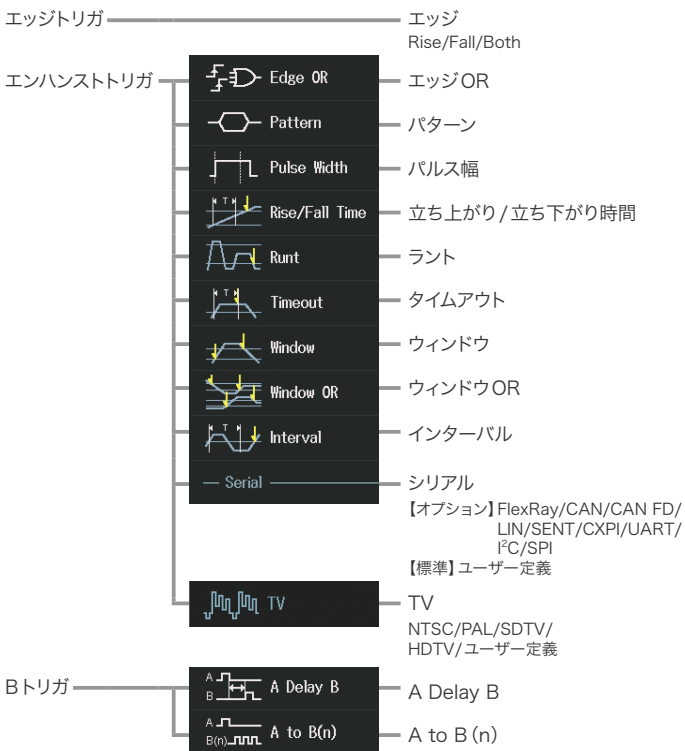 エッジトリガ エッジ
Rise/Fall/Both
エンハンストトリガ Edge OR エッジOR
Pattern パターン
Pulse Width パルス幅
T Rise/Fall Time 立ち上がり/立ち下がり時間
Runt ラント
T Timeout タイムアウト
Window ウィンドウ
Window OR ウィンドウOR
T Interval インターバル
Serial シリアル
【オプション】FlexRay/CAN/CAN FD/
LIN/SENT/CXPI/UART/
I²C/SPI
【標準】ユーザー定義
TV TV
NTSC/PAL/SDTV/
HDTV/ユーザー定義
Bトリガ A B A Delay B A Delay B
A B(n) A to B(n) A to B(n)